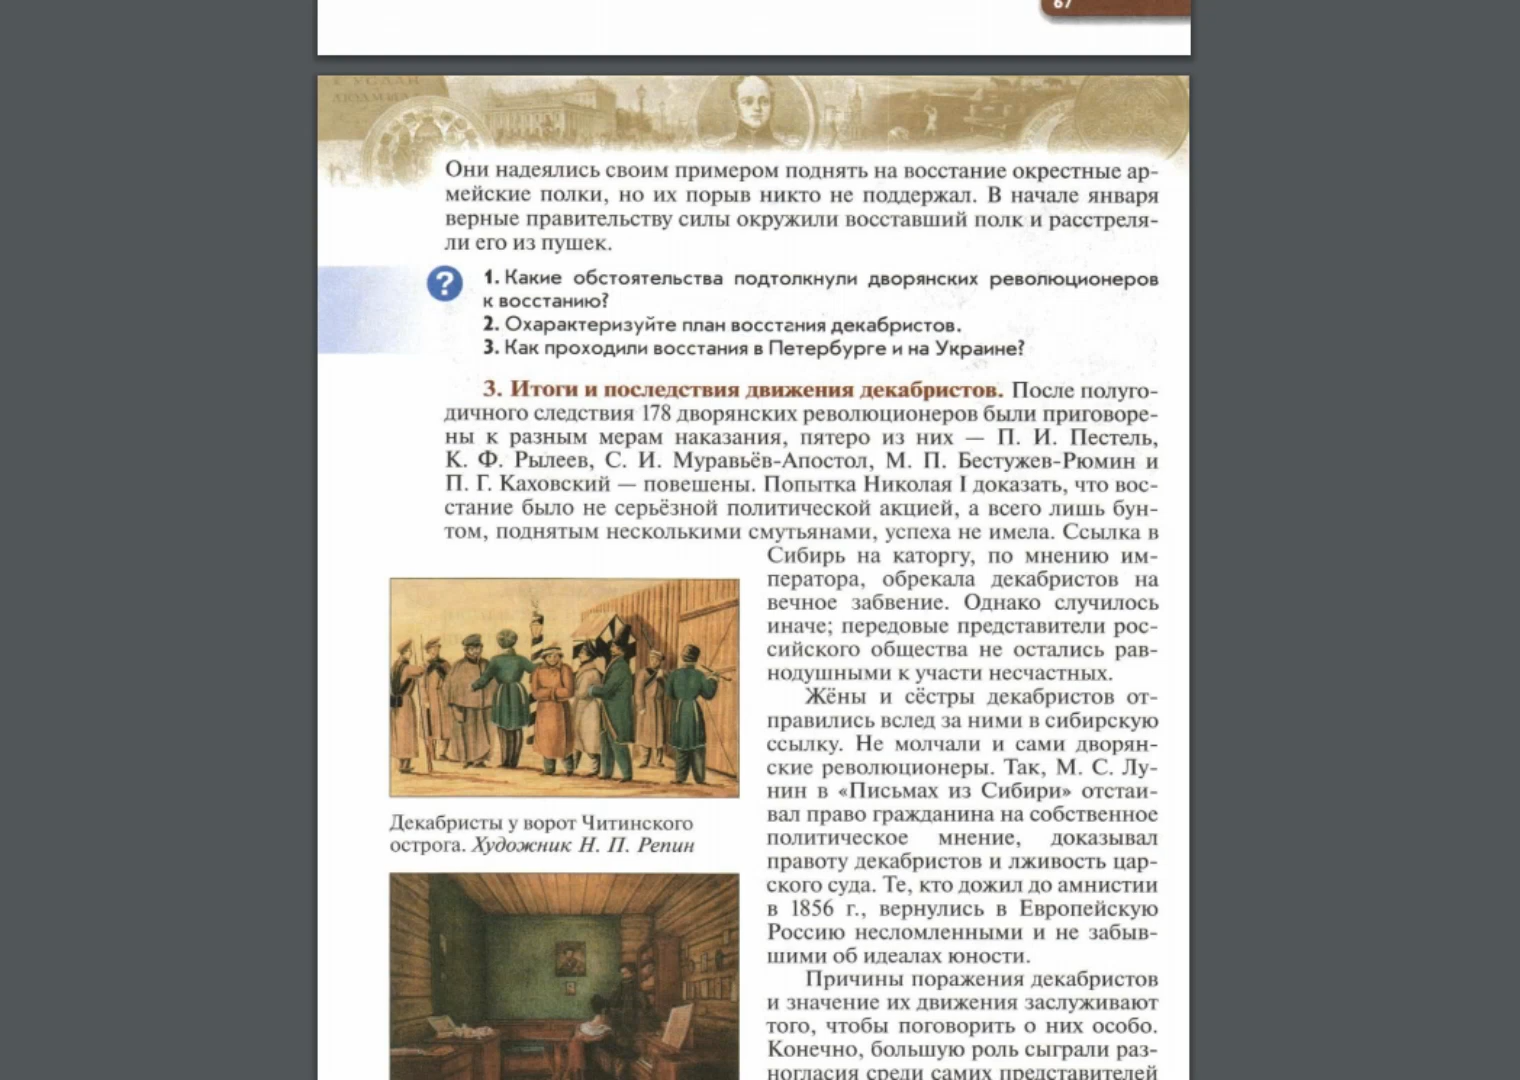 67
Они надеялись своим примером поднять на восстание окрестные ар-
мейские полки, но их порыв никто не поддержал. В начале января
верные правительству силы окружили восставший полк и расстреля-
ли его из пушек.
?
1. Какие обстоятельства подтолкнули дворянских революционеров
к восстанию?
2. Охарактеризуйте план восстания декабристов.
3. Как проходили восстания в Петербурге и на Украине?
3. Итоги и последствия движения декабристов. После полуго-
дичного следствия 178 дворянских революционеров были приговоре-
ны к разным мерам наказания, пятеро из них — П. И. Пестель,
К. Ф. Рылеев, С. И. Муравьёв-Апостол, М. П. Бестужев-Рюмин и
П. Г. Каховский — повешены. Попытка Николая I доказать, что вос-
стание было не серьёзной политической акцией, а всего лишь бун-
том, поднятым несколькими смутьянами, успеха не имела. Ссылка в
Сибирь на каторгу, по мнению им-
ператора, обрекала декабристов на
вечное забвение. Однако случилось
иначе; передовые представители рос-
сийского общества не остались рав-
нодушными к участи несчастных.
Жёны и сёстры декабристов от-
правились вслед за ними в сибирскую
ссылку. Не молчали и сами дворян-
ские революционеры. Так, М. С. Лу-
нин в «Письмах из Сибири» отстаи-
вал право гражданина на собственное
политическое мнение, доказывал
правоту декабристов и лживость цар-
ского суда. Те, кто дожил до амнистии
в 1856 г., вернулись в Европейскую
Россию несломленными и не забыв-
шими об идеалах юности.
Причины поражения декабристов
и значение их движения заслуживают
того, чтобы поговорить о них особо.
Конечно, большую роль сыграли раз-
ногласия среди самих представителей
Декабристы у ворот Читинского
острога. Художник Н. П. Репин